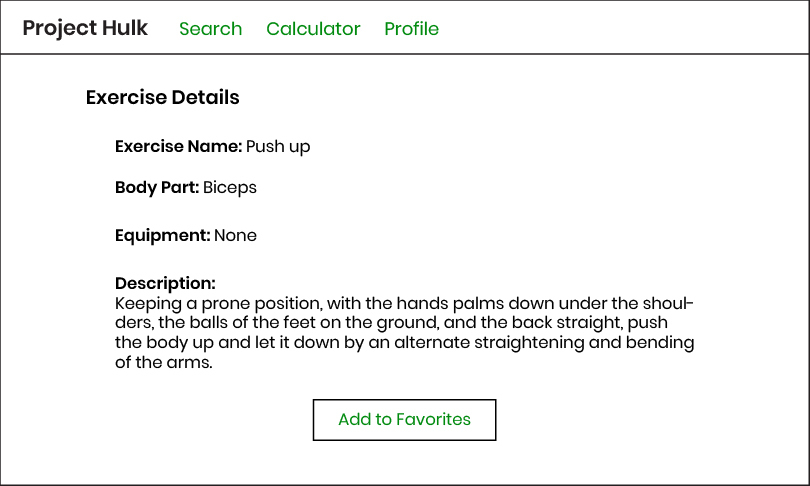 Project Hulk Search Calculator Profile
Exercise Details
Exercise Name: Push up
Body Part: Biceps
Equipment: None
Description:
Keeping a prone position, with the hands palms down under the shoul-
ders, the balls of the feet on the ground, and the back straight, push
the body up and let it down by an alternate straightening and bending
of the arms.
Add to Favorites